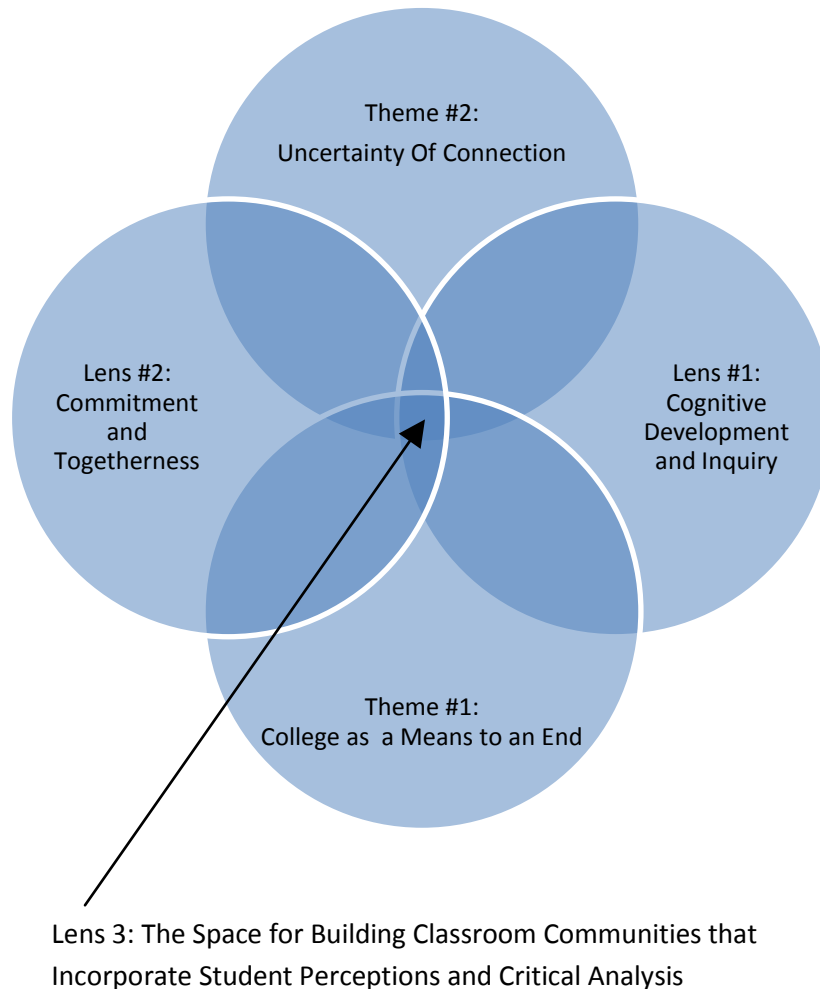 Theme #2:
Uncertainty Of Connection
Lens #2:
Commitment
and
Togetherness
Lens #1:
Cognitive
Development
and Inquiry
Theme #1:
College as  a Means to an End
Lens 3: The Space for Building Classroom Communities that
Incorporate Student Perceptions and Critical Analysis